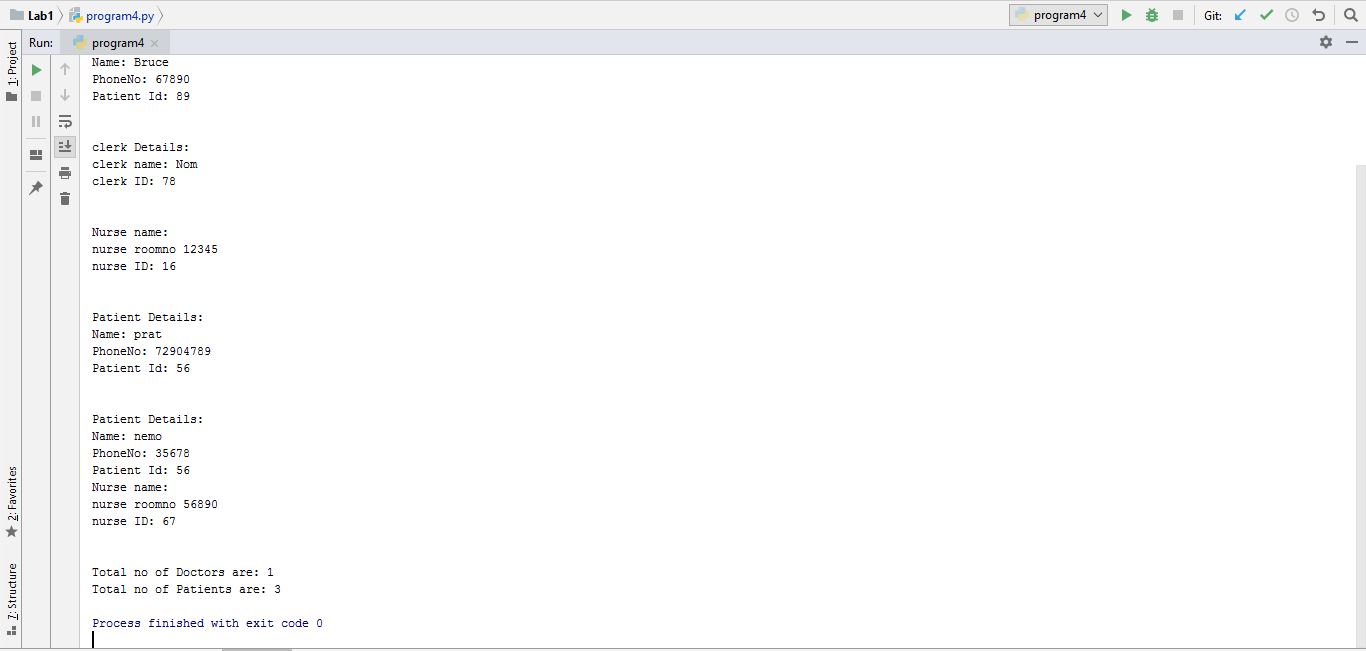 Lab1 program4.py program4 Git:
Run: program4
1: Project
Name: Bruce
PhoneNo: 67890
Patient Id: 89
clerk Details:
clerk name: Nom
clerk ID: 78
Nurse name:
nurse roomno 12345
nurse ID: 16
Patient Details:
Name: prat
PhoneNo: 72904789
Patient Id: 56
Patient Details:
Name: nemo
PhoneNo: 35678
Patient Id: 56
Nurse name:
nurse roomno 56890
nurse ID: 67
2: Favorites
Total no of Doctors are: 1
Total no of Patients are: 3
7: Structure
Process finished with exit code 0